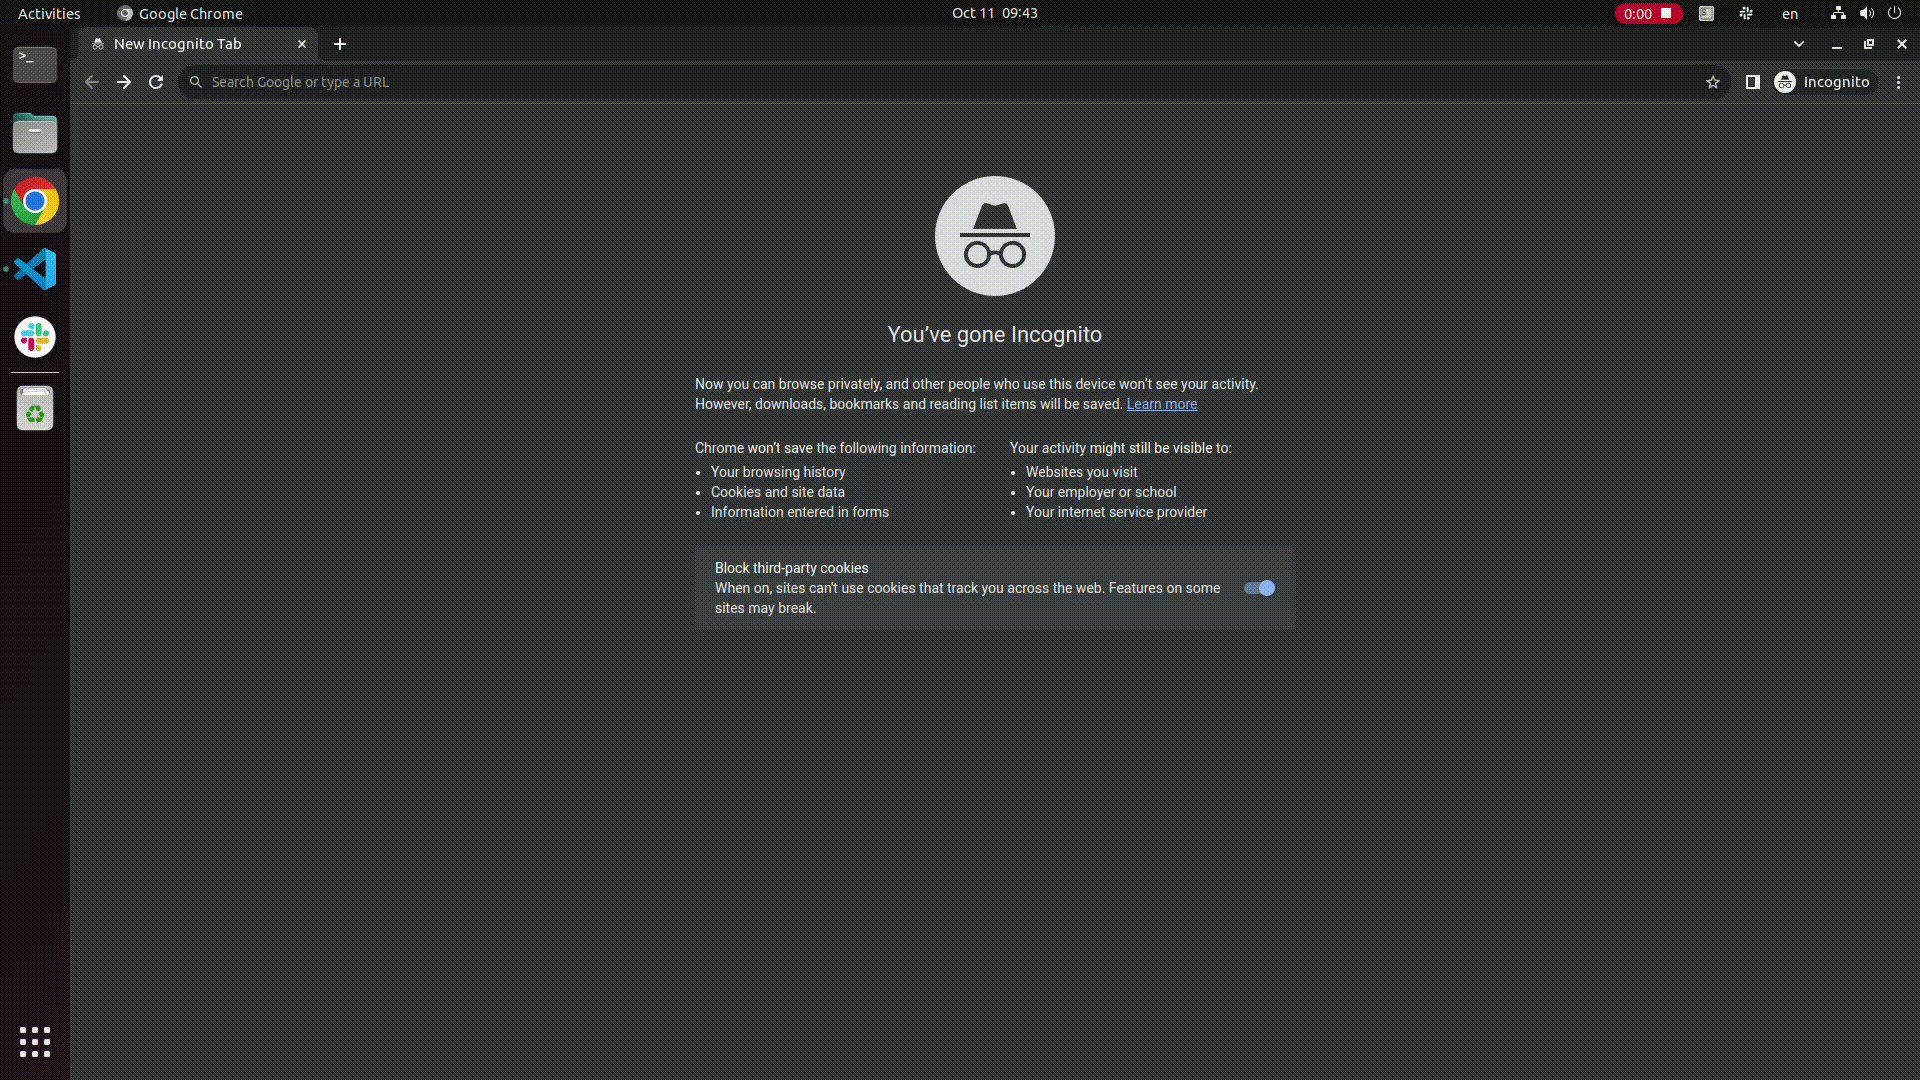 Activities
Google Chrome
Oct 11 09:43
0:00
en
New Incognito Tab
Search Google or type a URL
Incognito
>_
You've gone Incognito
Now you can browse privately, and other people who use this device won't see your activity.
However, downloads, bookmarks and reading list items will be saved. Learn more
Chrome won't save the following information:
• Your browsing history
• Cookies and site data
• Information entered in forms
Your activity might still be visible to:
• Websites you visit
• Your employer or school
• Your internet service provider
Block third-party cookies
When on, sites can't use cookies that track you across the web. Features on some
sites may break.